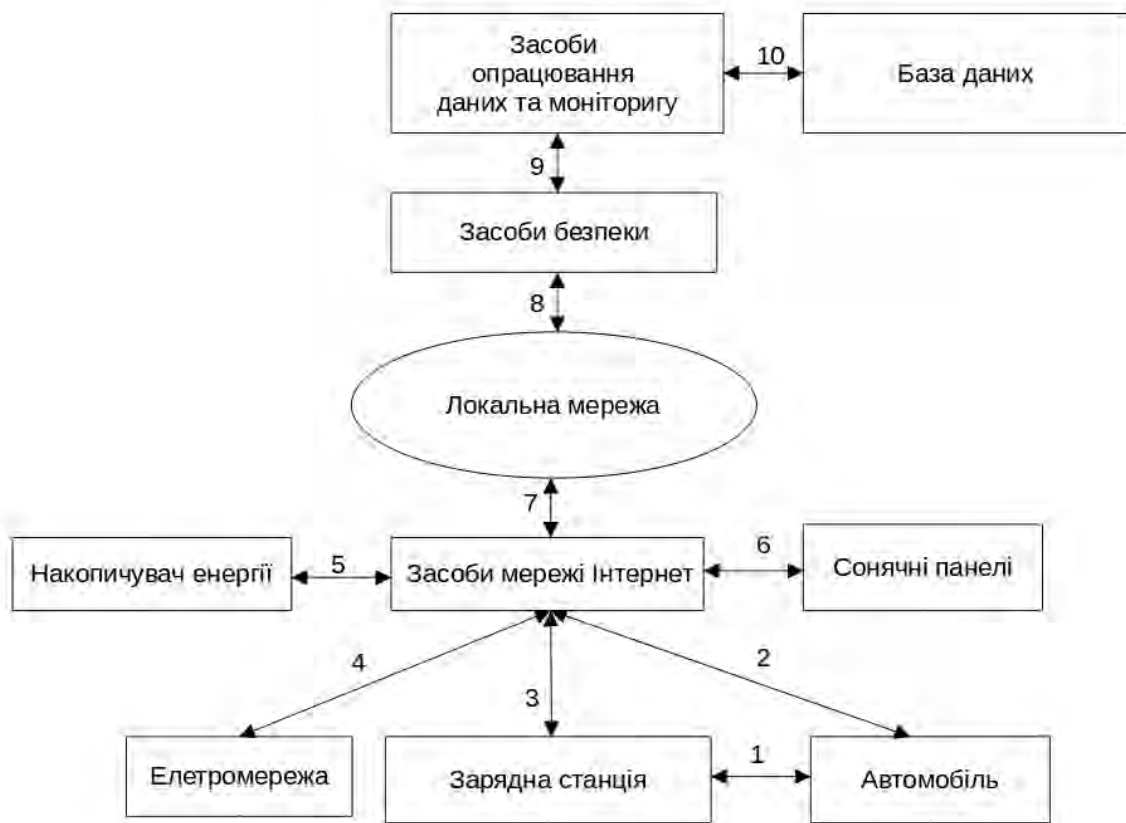 Засоби
опрацювання
даних та моніторигу
10
База даних
9
Засоби безпеки
8
Локальна мережа
7
Накопичувач енергії
5
Засоби мережі Інтернет
6
Сонячні панелі
4
3
2
Елетромережа
Зарядна станція
1
Автомобіль